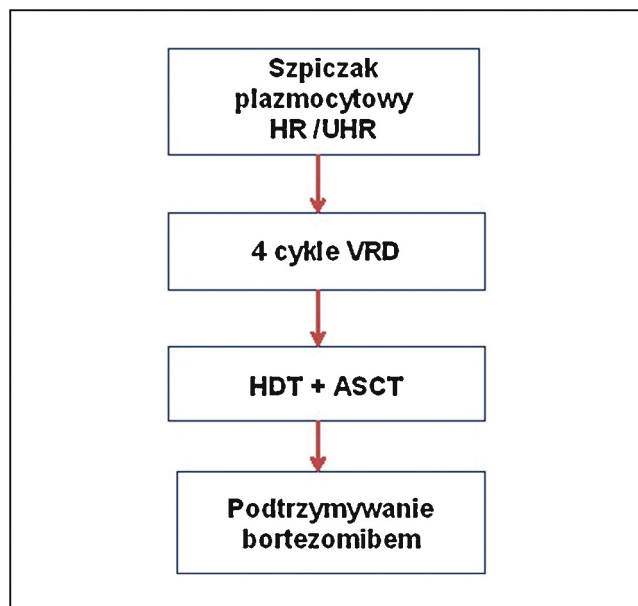 Szpiczak
plazmocytowy
HR /UHR
4 cykle VRD
HDT + ASCT
Podtrzymywanie
bortezomibem